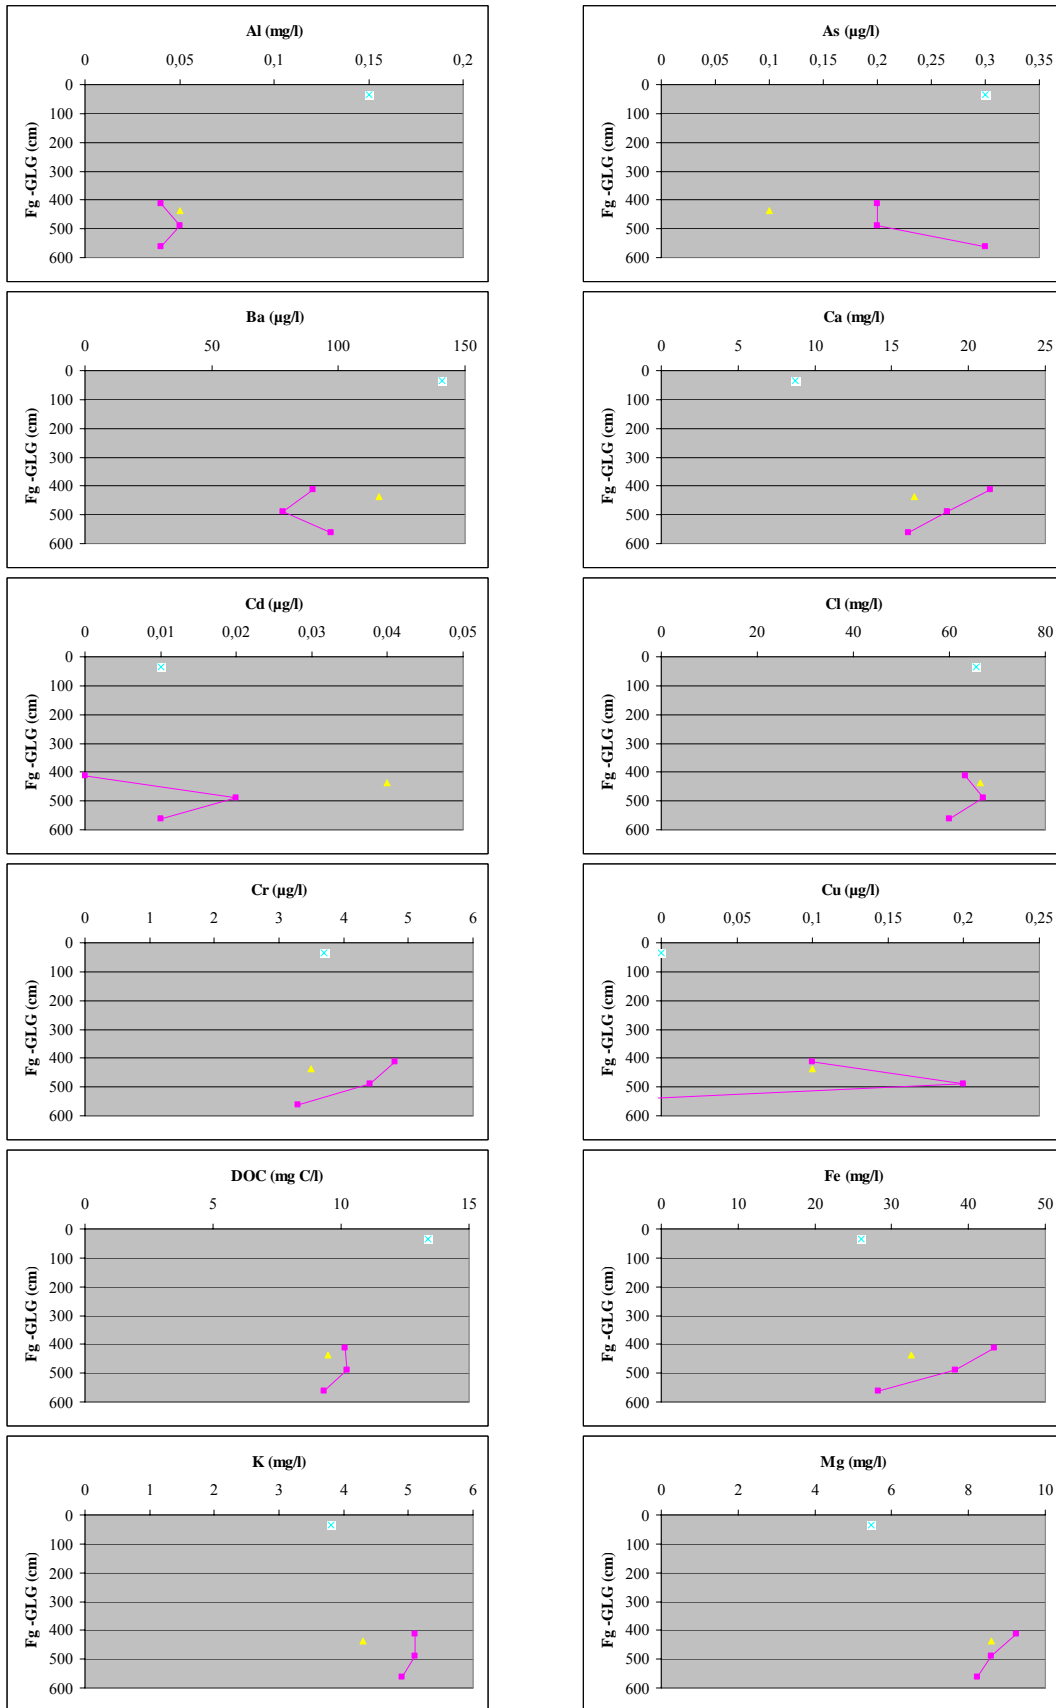 Al (mg/l)
0 0,05 0,1 0,15 0,2
0
100
200
300
400
500
600
Fg -GLG (cm)
As (µg/l)
0 0,05 0,1 0,15 0,2 0,25 0,3 0,35
0
100
200
300
400
500
600
Fg -GLG (cm)
Ba (µg/l)
0 50 100 150
0
100
200
300
400
500
600
Fg -GLG (cm)
Ca (mg/l)
0 5 10 15 20 25
0
100
200
300
400
500
600
Fg -GLG (cm)
Cd (µg/l)
0 0,01 0,02 0,03 0,04 0,05
0
100
200
300
400
500
600
Fg -GLG (cm)
Cl (mg/l)
0 20 40 60 80
0
100
200
300
400
500
600
Fg -GLG (cm)
Cr (µg/l)
0 1 2 3 4 5 6
0
100
200
300
400
500
600
Fg -GLG (cm)
Cu (µg/l)
0 0,05 0,1 0,15 0,2 0,25
0
100
200
300
400
500
600
Fg -GLG (cm)
DOC (mg C/l)
0 5 10 15
0
100
200
300
400
500
600
Fg -GLG (cm)
Fe (mg/l)
0 10 20 30 40 50
0
100
200
300
400
500
600
Fg -GLG (cm)
K (mg/l)
0 1 2 3 4 5 6
0
100
200
300
400
500
600
Fg -GLG (cm)
Mg (mg/l)
0 2 4 6 8 10
0
100
200
300
400
500
600
Fg -GLG (cm)